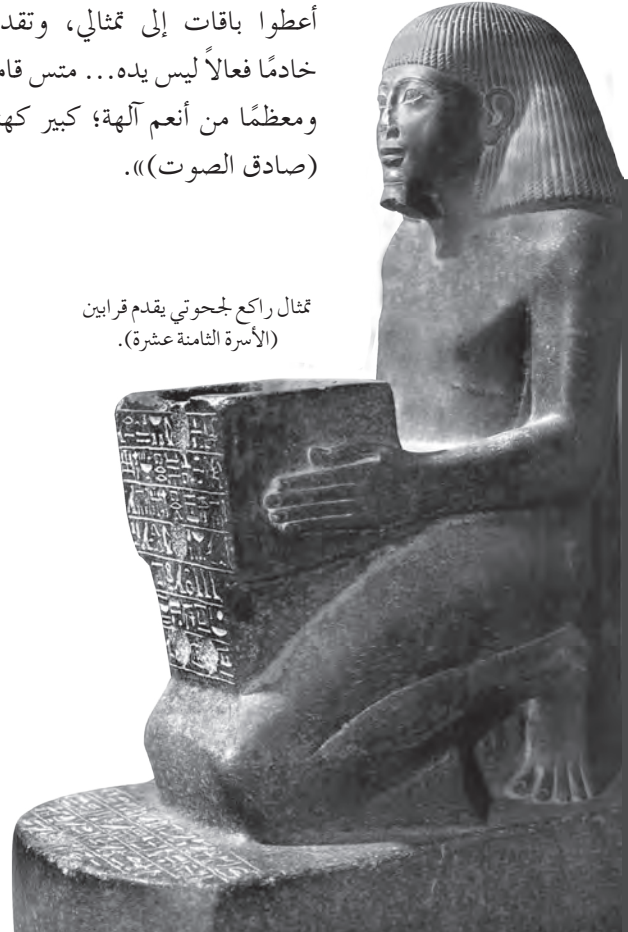 أعطوا باقات إلى تمثالي، وتقد
خادمًا فعالاً ليس يده... متس قام
ومعظمًا من أنعم آلهة؛ كبير كه
(صادق الصوت)».
تمثال راكع لجحوتي يقدم قرابين
(الأسرة الثامنة عشرة).